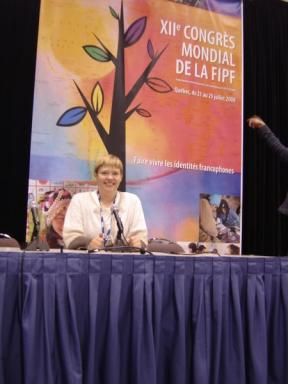 XIIe CONGRÈS
MONDIAL
DE LA FIPF
Québec, du 21 au 25 juillet 2008
Faire vivre les identités francophones